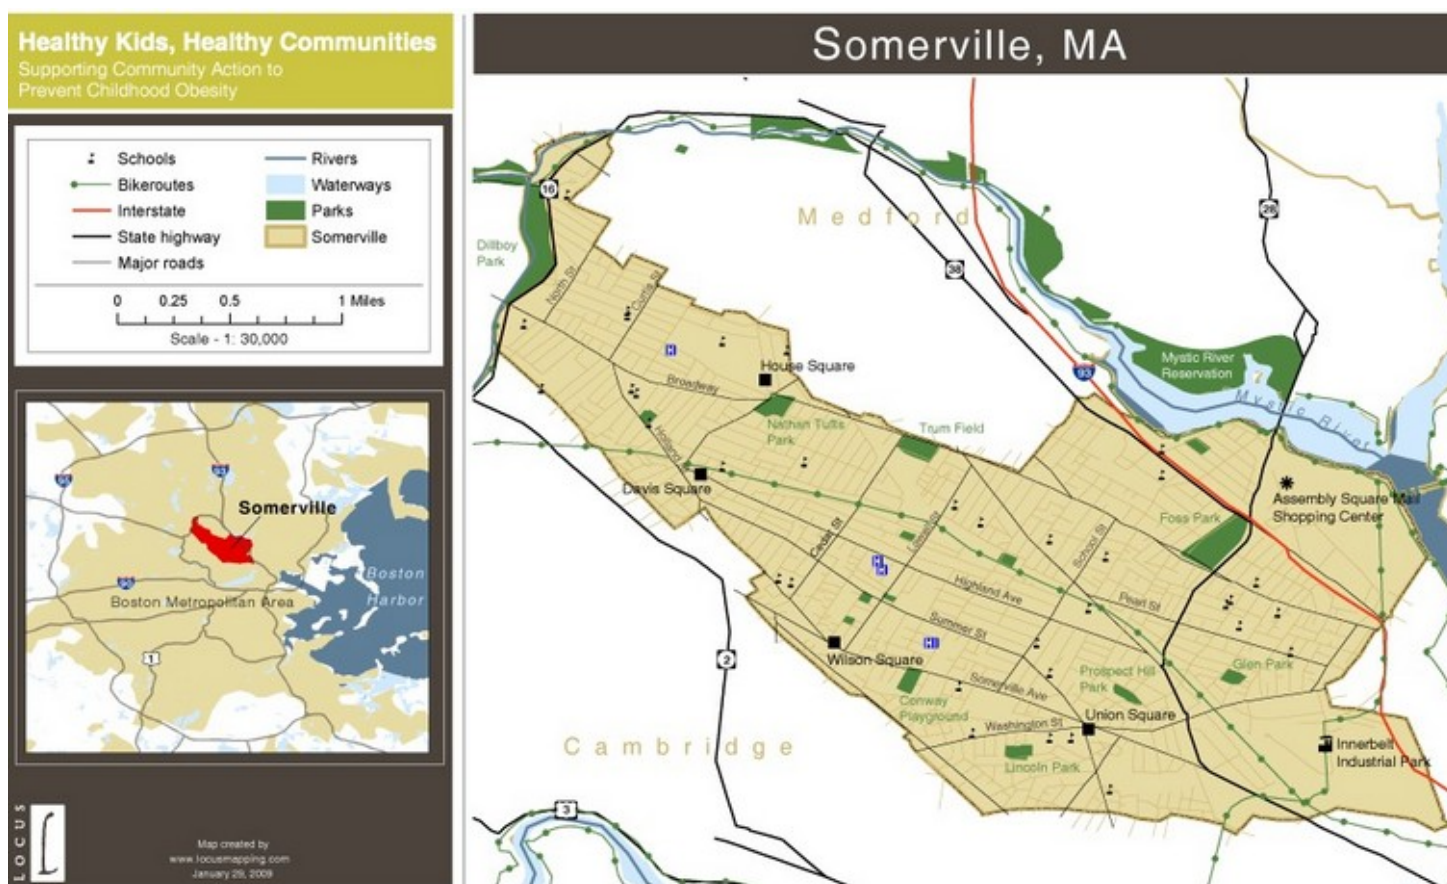 Healthy Kids, Healthy Communities
Supporting Community Action to
Prevent Childhood Obesity
Schools
Bikeroutes
Interstate
State highway
Major roads
Rivers
Waterways
Parks
Somerville
0 0.25 0.5 1 Miles
Scale - 1: 30,000
95
93
Somerville
90
Boston Metropolitan Area
Boston
Harbor
1
LOCUS
Map created by
www.locusmapping.com
January 29, 2009
Somerville, MA
16
Medford
28
38
Dillboy
Park
North St
Curtis St
H
House Square
Broadway
Nathan Tufts
Park
Holland
Trum Field
93
Mystic River
Reservation
Mystic River
Davis Square
Assembly Square Mall
Shopping Center
Foss Park
Cedar St
Lowell St
School St
H
H
Highland Ave
Pearl St
Summer St
2
Wilson Square
H
Glen Park
Prospect Hill
Park
Somerville Ave
Conway
Playground
Washington St
Union Square
Lincoln Park
Innerbelt
Industrial Park
Cambridge
3